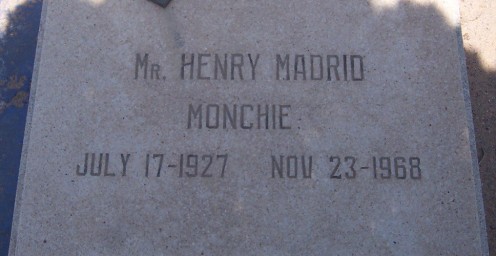 Mr. HENRY MADRID
MONCHIE
JULY 17-1927 NOV 23-1968